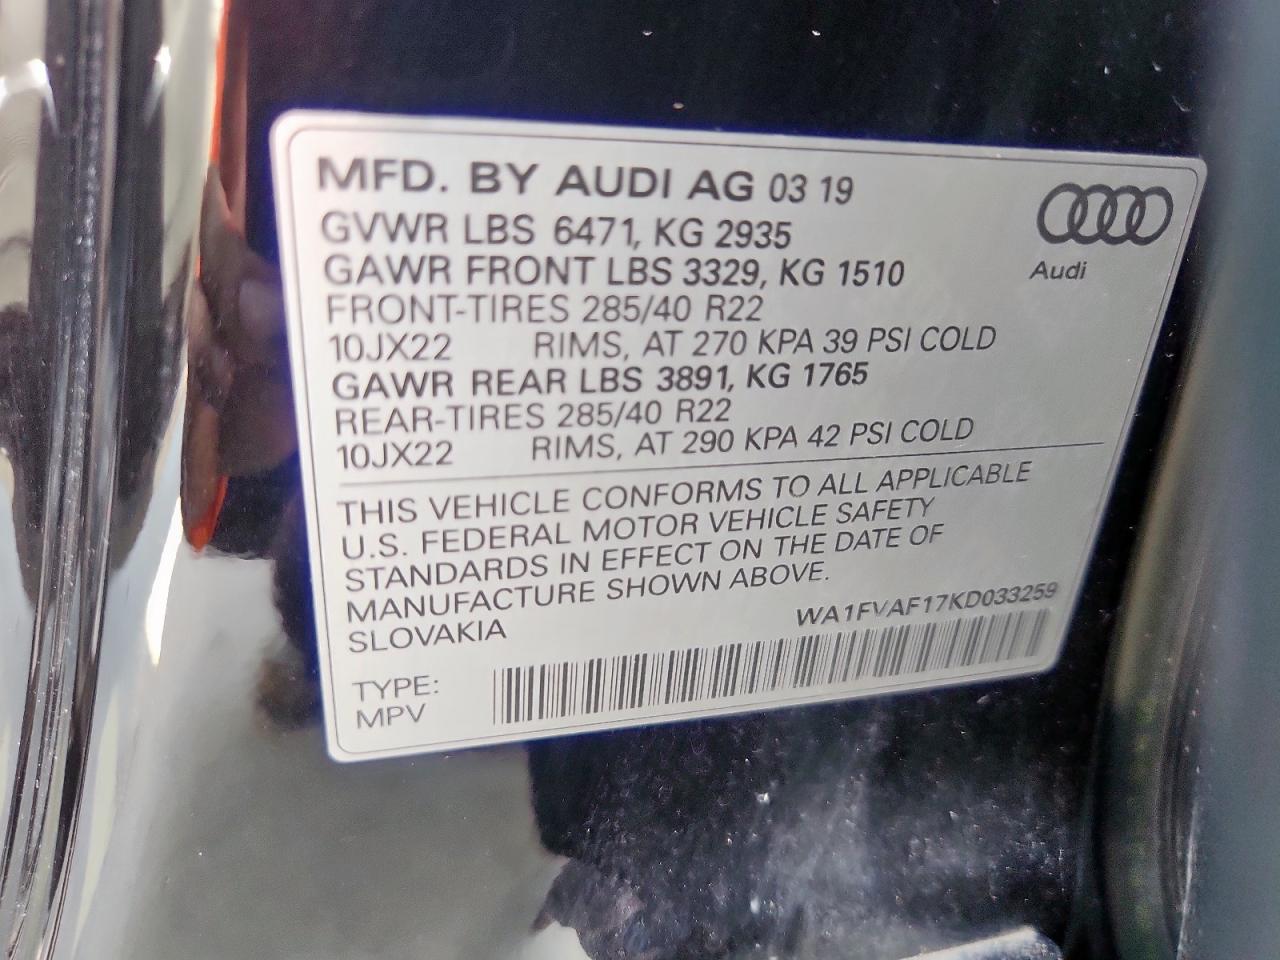 MFD. BY AUDI AG 03 19
GVWR LBS 6471, KG 2935
GAWR FRONT LBS 3329, KG 1510
FRONT-TIRES 285/40 R22
10JX22 RIMS, AT 270 KPA 39 PSI COLD
GAWR REAR LBS 3891, KG 1765
REAR-TIRES 285/40 R22
10JX22 RIMS, AT 290 KPA 42 PSI COLD
Audi
THIS VEHICLE CONFORMS TO ALL APPLICABLE
U.S. FEDERAL MOTOR VEHICLE SAFETY
STANDARDS IN EFFECT ON THE DATE OF
MANUFACTURE SHOWN ABOVE.
SLOVAKIA
WA1FVAF17KD033259
TYPE:
MPV